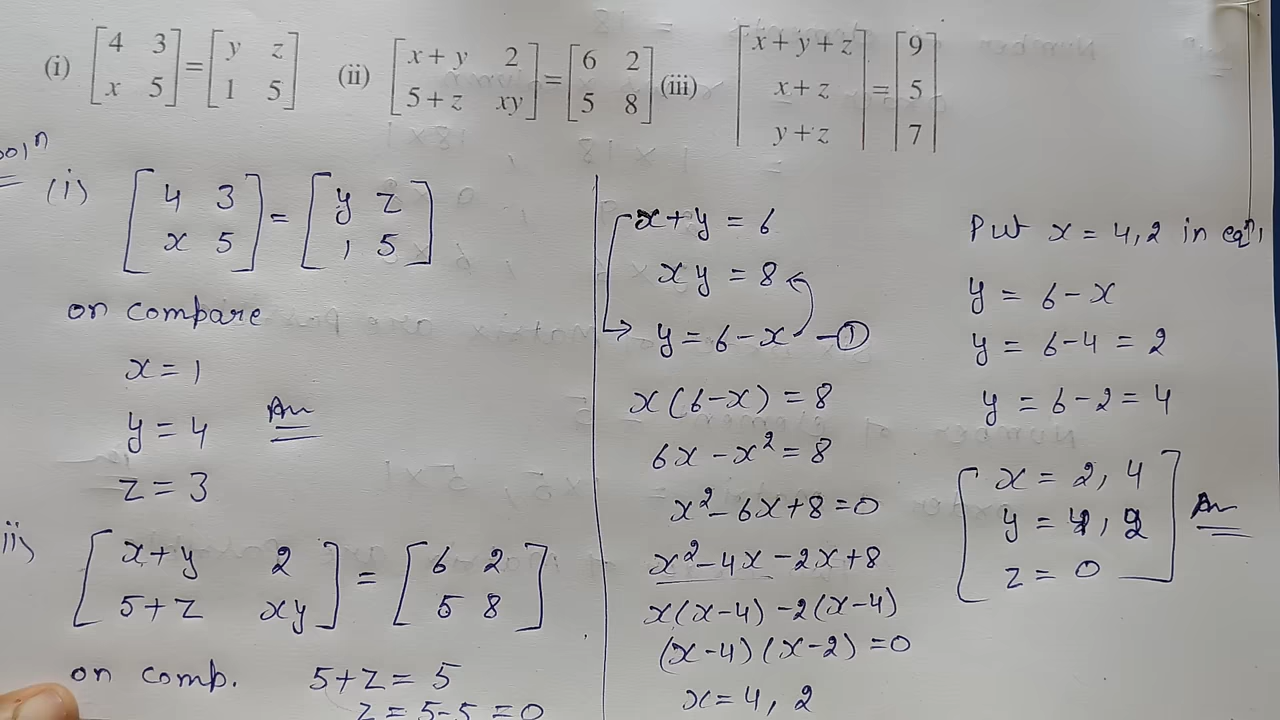 (i) [4 3 x 5] = [y z 1 5] (ii) [x + y 2 5 + z xy] = [6 2 5 8] (iii) [x + y + z x + z y + z] = [9 5 7]
(i) [4 3 x 5] = [y z 1 5]
on compare
x = 1
y = 4 An
z = 3
ii) [x+y 2 5+z xy] = [6 2 5 8]
on comb. 5+z = 5
z = 5-5 = 0
x+y = 6
xy = 8
y = 6-x -①
x(6-x) = 8
6x - x² = 8
x² - 6x + 8 = 0
x² - 4x - 2x + 8
x(x-4) - 2(x-4)
(x-4)(x-2) = 0
x = 4, 2
Put x = 4,2 in eqⁿ 1
y = 6-x
y = 6-4 = 2
y = 6-2 = 4
x = 2, 4
y = 4, 2 An
z = 0